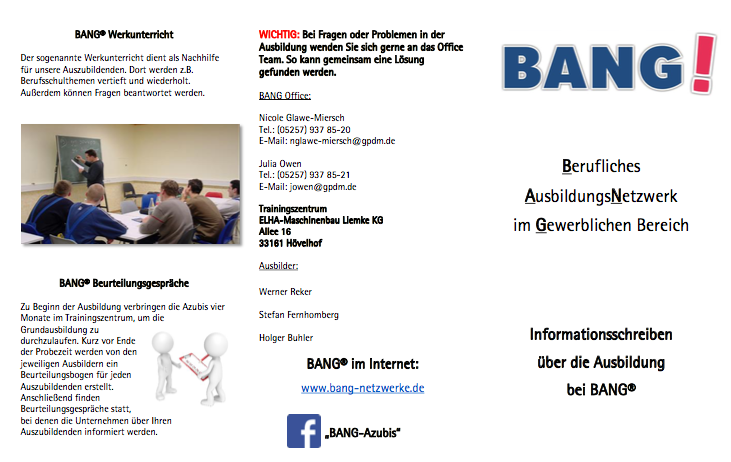 BANG® Werkunterricht
Der sogenannte Werkunterricht dient als Nachhilfe
für unsere Auszubildenden. Dort werden z.B.
Berufsschulthemen vertieft und wiederholt.
Außerdem können Fragen beantwortet werden.
BANG® Beurteilungsgespräche
Zu Beginn der Ausbildung verbringen die Azubis vier
Monate im Trainingszentrum, um die
Grundausbildung zu
durchzulaufen. Kurz vor Ende
der Probezeit werden von den
jeweiligen Ausbildern ein
Beurteilungsbogen für jeden
Auszubildenden erstellt.
Anschließend finden
Beurteilungsgespräche statt,
bei denen die Unternehmen über Ihren
Auszubildenden informiert werden.
WICHTIG: Bei Fragen oder Problemen in der
Ausbildung wenden Sie sich gerne an das Office
Team. So kann gemeinsam eine Lösung
gefunden werden.
BANG Office:
Nicole Glawe-Miersch
Tel.: (05257) 937 85-20
E-Mail: nglawe-miersch@gpdm.de
Julia Owen
Tel.: (05257) 937 85-21
E-Mail: jowen@gpdm.de
Trainingszentrum
ELHA-Maschinenbau Liemke KG
Allee 16
33161 Hövelhof
Ausbilder:
Werner Reker
Stefan Fernhomberg
Holger Buhler
BANG® im Internet:
www.bang-netzwerke.de
f „BANG-Azubis“
BANG!
Berufliches
AusbildungsNetzwerk
im Gewerblichen Bereich
Informationsschreiben
über die Ausbildung
bei BANG®